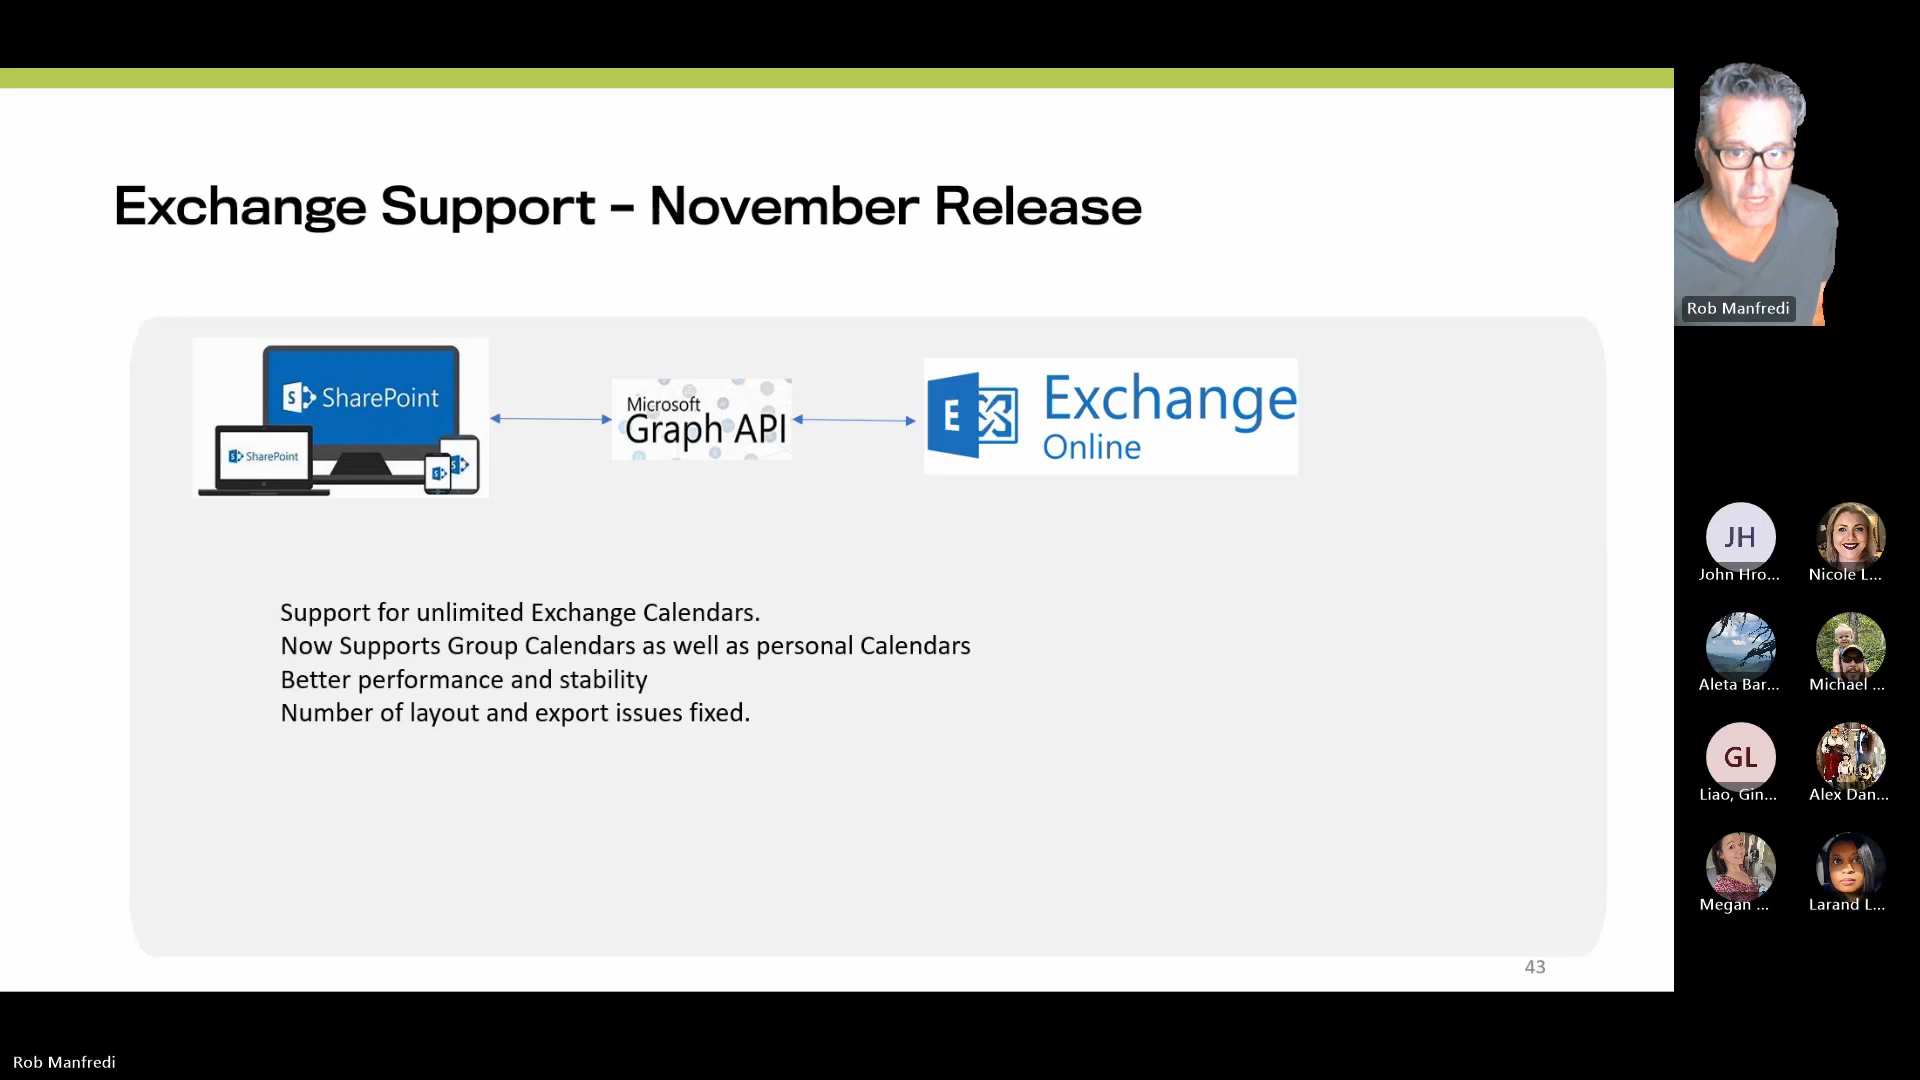 Exchange Support – November Release
SharePoint
SharePoint
Microsoft
Graph API
Exchange
Online
Support for unlimited Exchange Calendars.
Now Supports Group Calendars as well as personal Calendars
Better performance and stability
Number of layout and export issues fixed.
43
Rob Manfredi
JH
John Hro...
Nicole L...
Aleta Bar...
Michael ...
GL
Liao, Gin...
Alex Dan...
Megan ...
Larand L...
Rob Manfredi